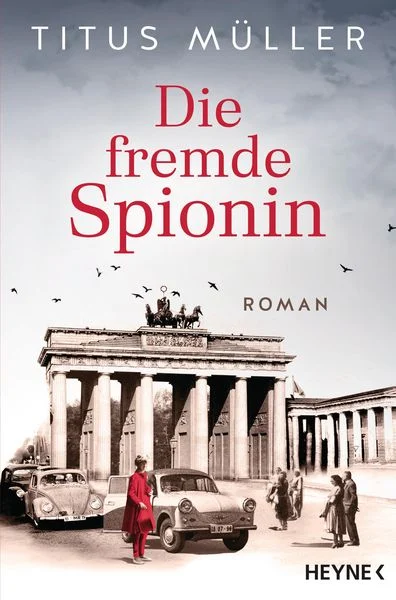 TITUS MÜLLER
Die
fremde
Spionin
ROMAN
HEYNE